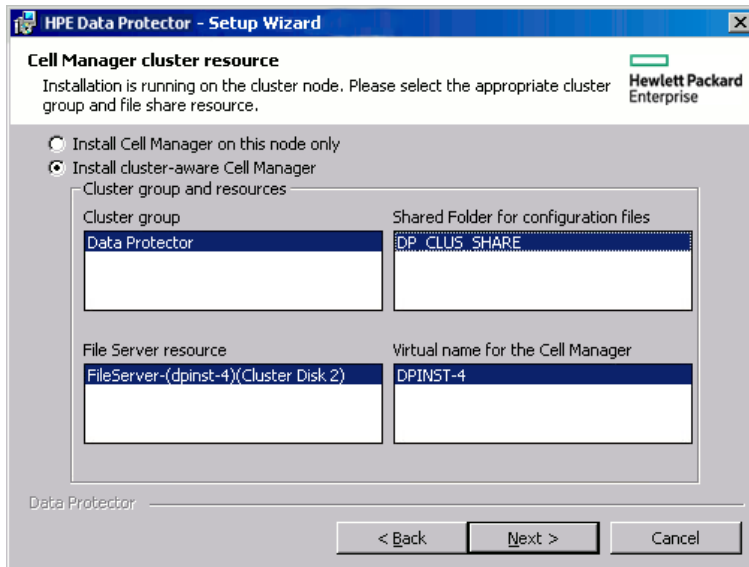 HPE Data Protector - Setup Wizard
Cell Manager cluster resource
Installation is running on the cluster node. Please select the appropriate cluster
group and file share resource.
Hewlett Packard
Enterprise
Install Cell Manager on this node only
Install cluster-aware Cell Manager
Cluster group and resources
Cluster group
Shared Folder for configuration files
Data Protector
DP_CLUS_SHARE
File Server resource
Virtual name for the Cell Manager
FileServer-(dpinst-4)(Cluster Disk 2)
DPINST-4
Data Protector
< Back
Next >
Cancel